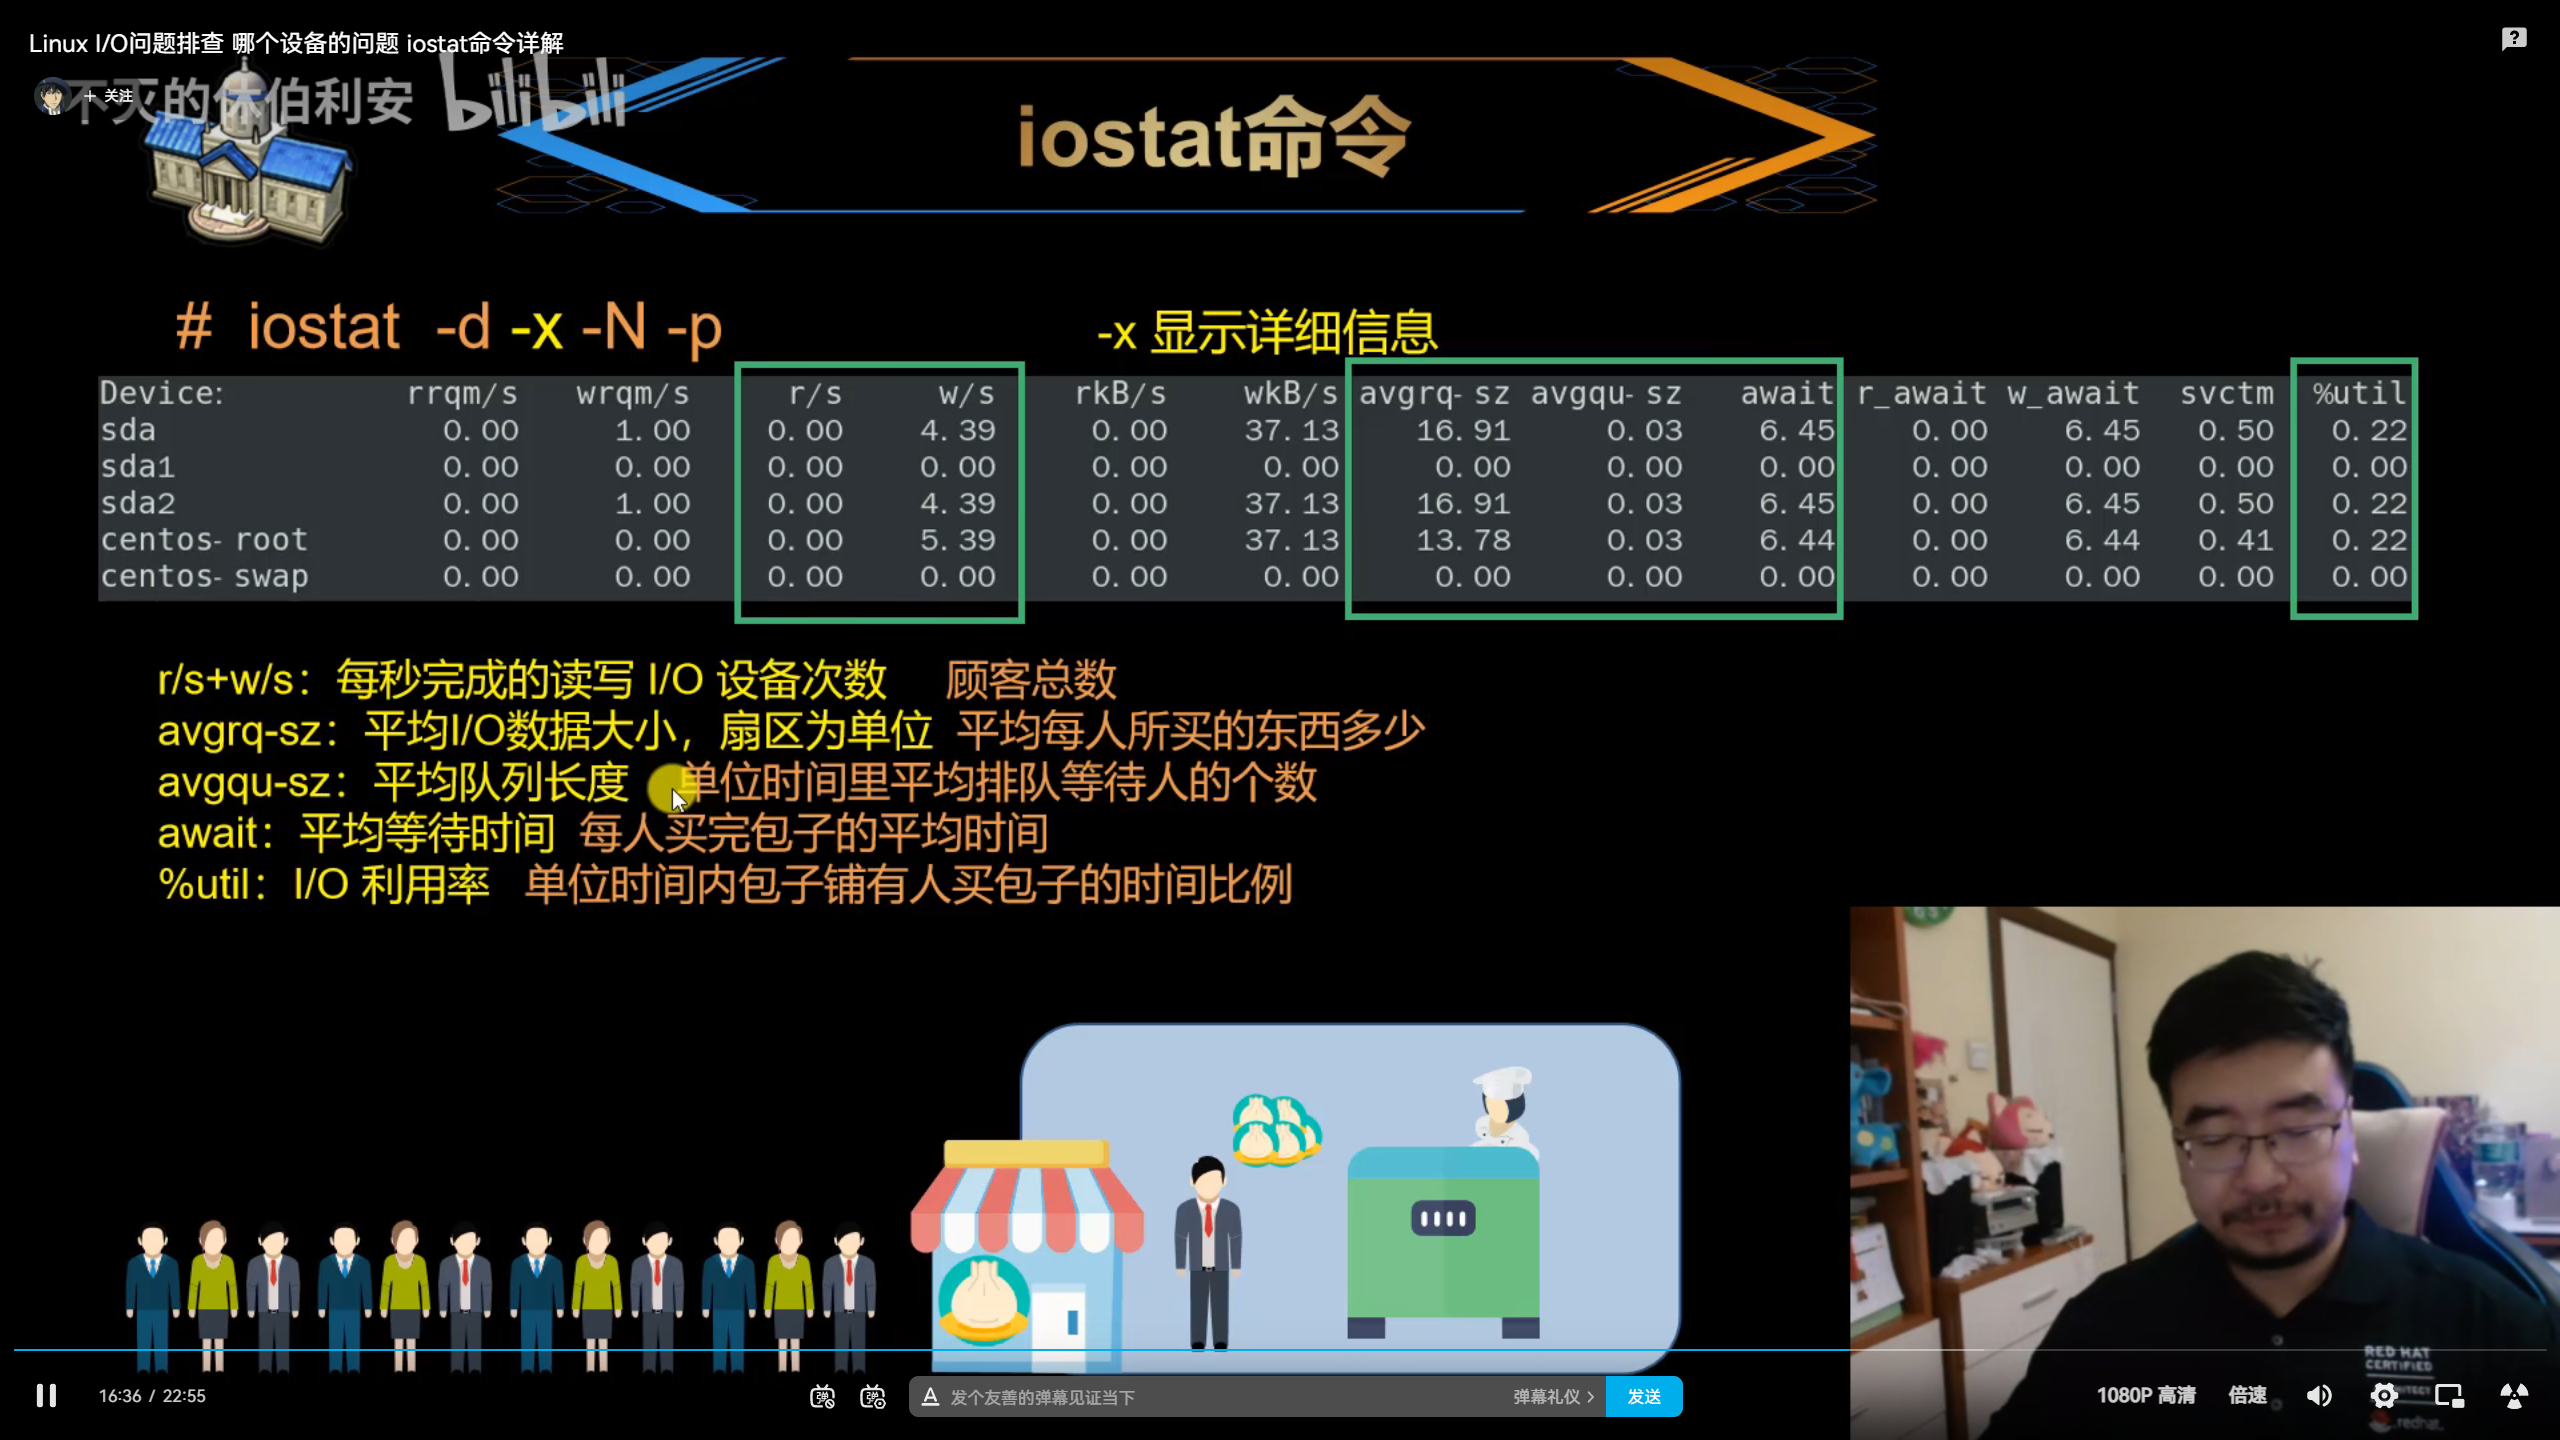 Linux I/O问题排查 哪个设备的问题 iostat命令详解
+ 关注
不灭的休伯利安 bilibili
iostat命令
# iostat -d -x -N -p
-x 显示详细信息
Device: rrqm/s wrqm/s r/s w/s rkB/s wkB/s avgrq-sz avgqu-sz await r_await w_await svctm %util
sda 0.00 1.00 0.00 4.39 0.00 37.13 16.91 0.03 6.45 0.00 6.45 0.50 0.22
sda1 0.00 0.00 0.00 0.00 0.00 0.00 0.00 0.00 0.00 0.00 0.00 0.00 0.00
sda2 0.00 1.00 0.00 4.39 0.00 37.13 16.91 0.03 6.45 0.00 6.45 0.50 0.22
centos-root 0.00 0.00 0.00 5.39 0.00 37.13 13.78 0.03 6.44 0.00 6.44 0.41 0.22
centos-swap 0.00 0.00 0.00 0.00 0.00 0.00 0.00 0.00 0.00 0.00 0.00 0.00 0.00
r/s+w/s：每秒完成的读写 I/O 设备次数 顾客总数
avgrq-sz：平均I/O数据大小，扇区为单位 平均每人所买的东西多少
avgqu-sz：平均队列长度 单位时间里平均排队等待人的个数
await：平均等待时间 每人买完包子的平均时间
%util：I/O 利用率 单位时间内包子铺有人买包子的时间比例
RED HAT
CERTIFIED
redhat.
16:36 / 22:55
发个友善的弹幕见证当下
弹幕礼仪 >
发送
1080P 高清
倍速